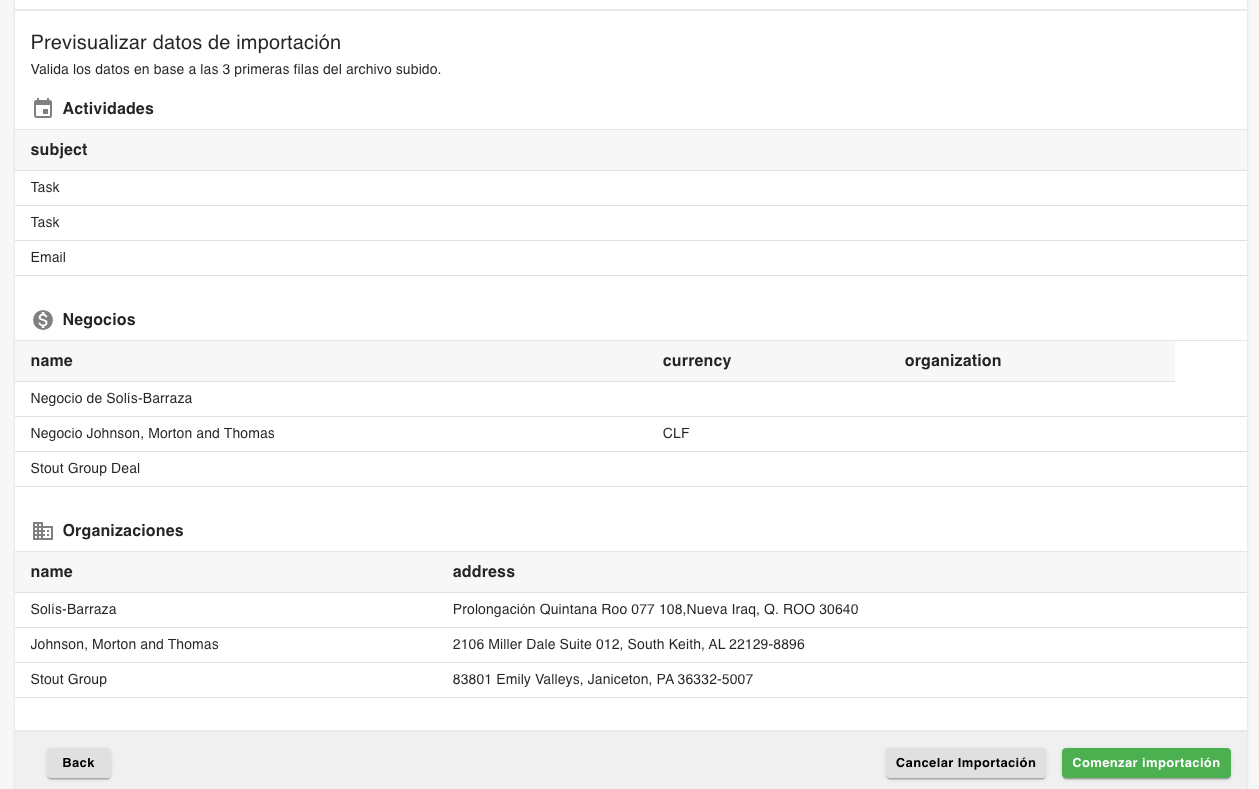 Previsualizar datos de importación
Valida los datos en base a las 3 primeras filas del archivo subido.
Actividades
subject
Task
Task
Email
Negocios
name currency organization
Negocio de Solís-Barraza
Negocio Johnson, Morton and Thomas CLF
Stout Group Deal
Organizaciones
name address
Solís-Barraza Prolongación Quintana Roo 077 108,Nueva Iraq, Q. ROO 30640
Johnson, Morton and Thomas 2106 Miller Dale Suite 012, South Keith, AL 22129-8896
Stout Group 83801 Emily Valleys, Janiceton, PA 36332-5007
Back Cancelar Importación Comenzar importación